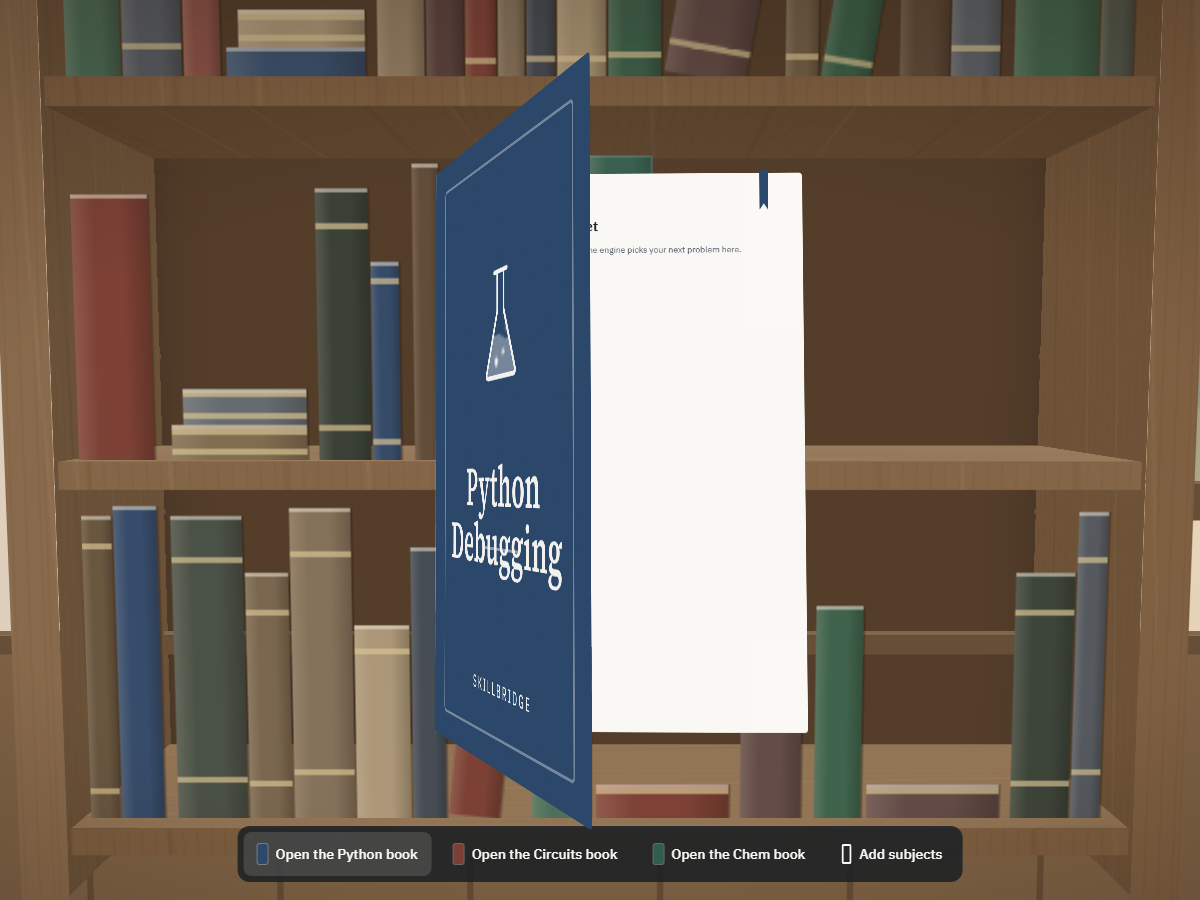 et
ne engine picks your next problem here.
Python
Debugging
SKILLBRIDGE
Open the Python book
Open the Circuits book
Open the Chem book
Add subjects